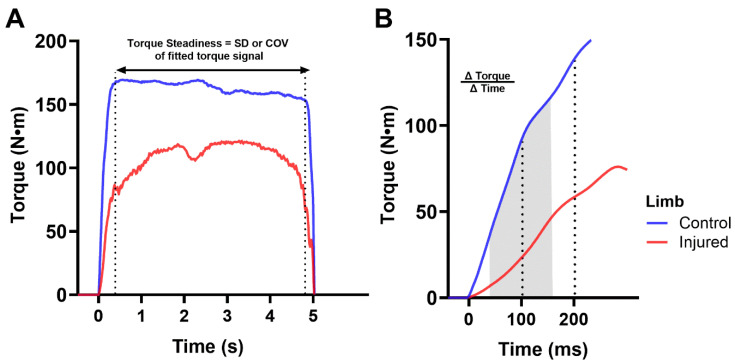 A
Torque Steadiness = SD or COV
of fitted torque signal
200
150
100
50
0
Torque (N•m)
0 1 2 3 4 5
Time (s)
B
Δ Torque
Δ Time
150
100
50
0
Torque (N•m)
0 100 200
Time (ms)
Limb
Control
Injured